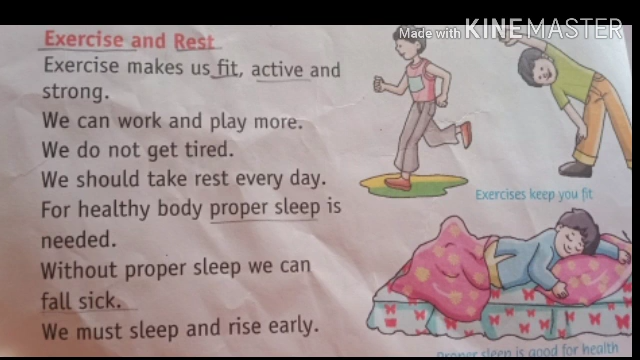 Made with KINEMASTER
Exercise and Rest
Exercise makes us fit, active and
strong.
We can work and play more.
We do not get tired.
We should take rest every day.
For healthy body proper sleep is
needed.
Without proper sleep we can
fall sick.
We must sleep and rise early.
Exercises keep you fit
Proper sleep is good for health